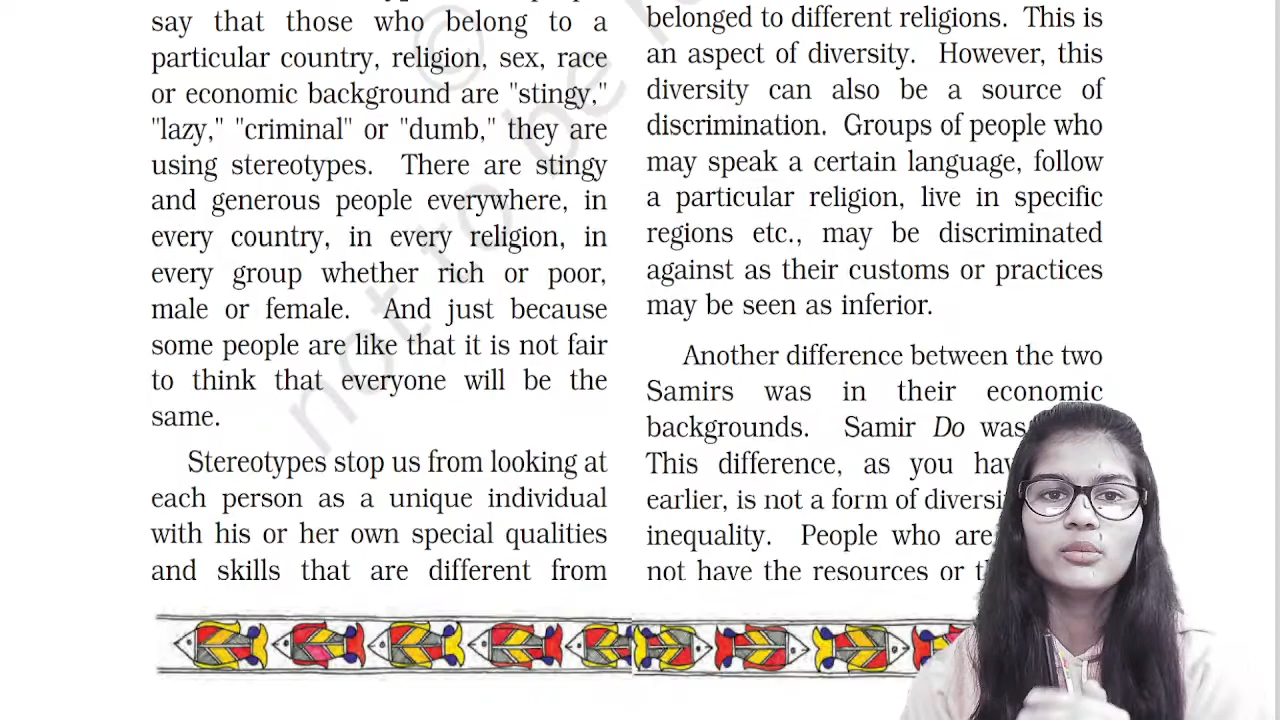 say that those who belong to a
particular country, religion, sex, race
or economic background are "stingy,"
"lazy," "criminal" or "dumb," they are
using stereotypes. There are stingy
and generous people everywhere, in
every country, in every religion, in
every group whether rich or poor,
male or female. And just because
some people are like that it is not fair
to think that everyone will be the
same.
Stereotypes stop us from looking at
each person as a unique individual
with his or her own special qualities
and skills that are different from
belonged to different religions. This is
an aspect of diversity. However, this
diversity can also be a source of
discrimination. Groups of people who
may speak a certain language, follow
a particular religion, live in specific
regions etc., may be discriminated
against as their customs or practices
may be seen as inferior.
Another difference between the two
Samirs was in their economic
backgrounds. Samir Do was
This difference, as you
earlier, is not a form of
inequality. People who are
not have the resources or
© not to be